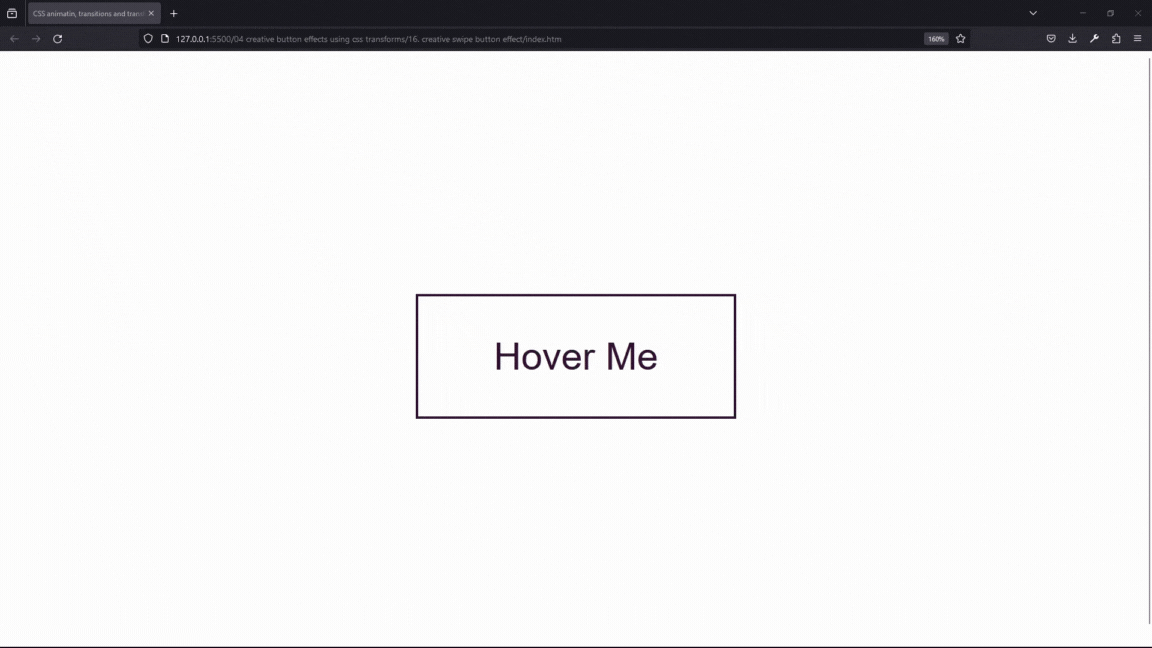 CSS animatin, transitions and trans
127.0.0.1:5500/04 creative button effects using css transforms/16. creative swipe button effect/index.htm
160%
Hover Me